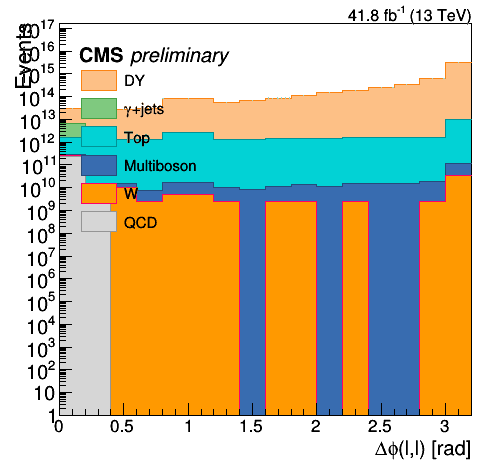 41.8 fb⁻¹ (13 TeV)
Events
CMS preliminary
DY
γ+jets
Top
Multiboson
W
QCD
10¹⁷
10¹⁶
10¹⁵
10¹⁴
10¹³
10¹²
10¹¹
10¹⁰
10⁹
10⁸
10⁷
10⁶
10⁵
10⁴
10³
10²
10
1
0 0.5 1 1.5 2 2.5 3
Δϕ(l,l) [rad]